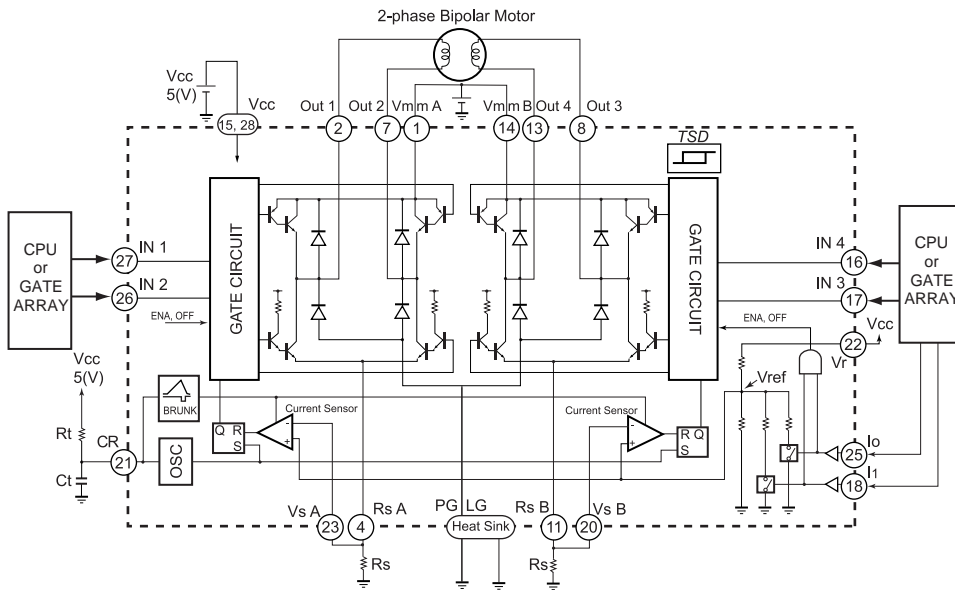 2-phase Bipolar Motor
Vcc
5(V)
Vcc
15, 28
Out 1
2
Out 2
7
Vmm A
1
Vmm B
14
Out 4
13
Out 3
8
TSD
CPU
or
GATE
ARRAY
IN 1
27
IN 2
26
ENA, OFF
GATE CIRCUIT
GATE CIRCUIT
IN 4
16
IN 3
17
ENA, OFF
CPU
or
GATE
ARRAY
Vcc
22
Vr
Vref
Vcc
5(V)
Rt
CR
21
Ct
BRUNK
OSC
Q R
S
Current Sensor
-
+
Current Sensor
-
+
R Q
S
Io
25
I1
18
Vs A
23
Rs A
4
Rs
PG LG
Heat Sink
Rs B
11
Vs B
20
Rs